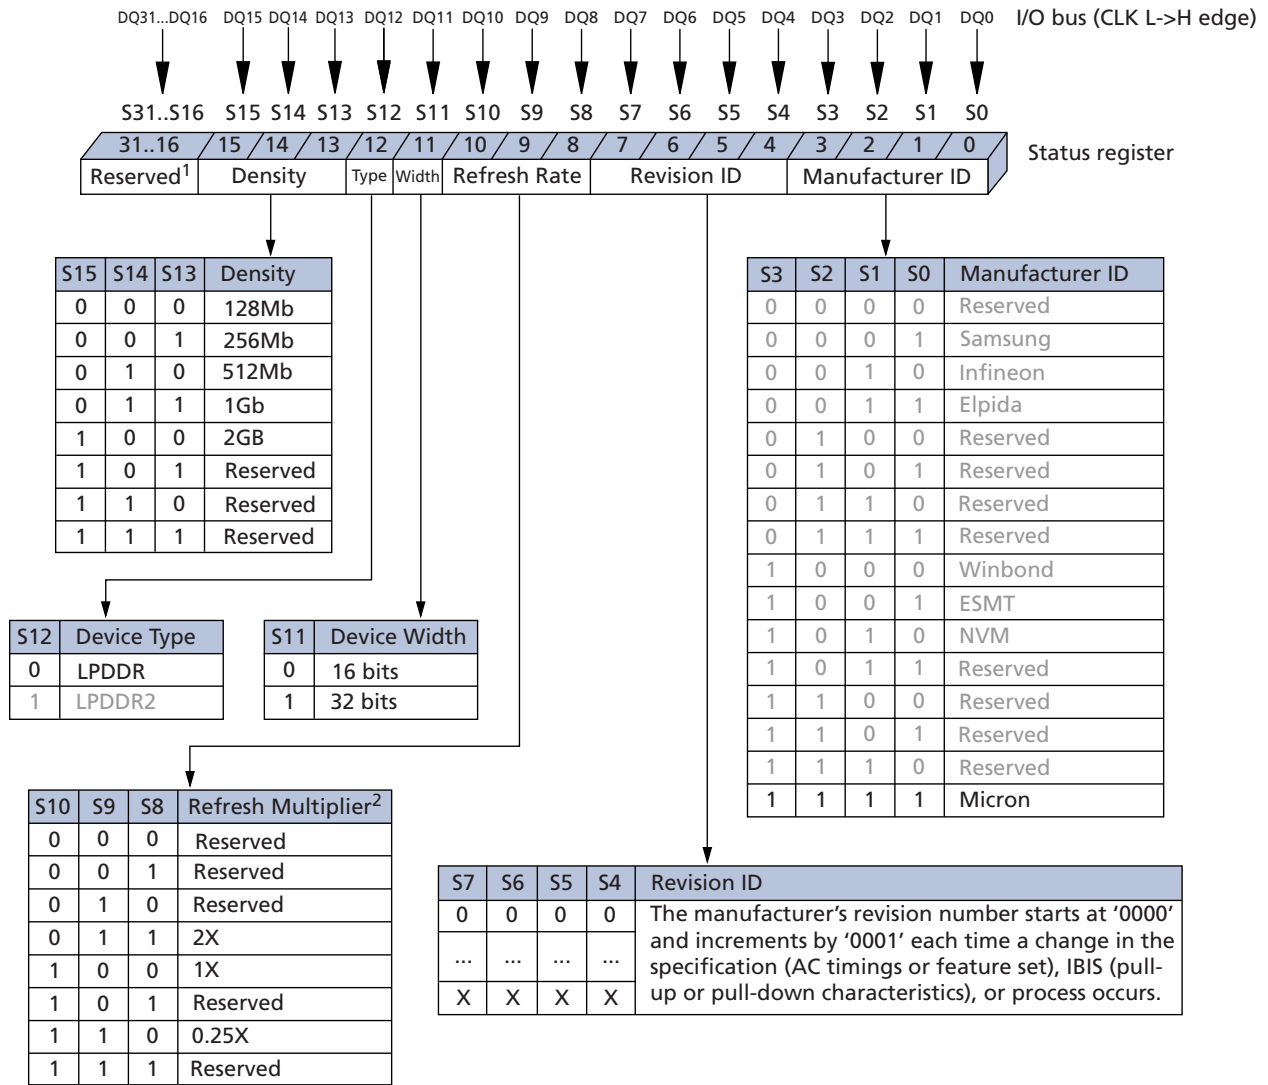 DQ31...DQ16 DQ15 DQ14 DQ13 DQ12 DQ11 DQ10 DQ9 DQ8 DQ7 DQ6 DQ5 DQ4 DQ3 DQ2 DQ1 DQ0 I/O bus (CLK L->H edge)
S31..S16 S15 S14 S13 S12 S11 S10 S9 S8 S7 S6 S5 S4 S3 S2 S1 S0
31..16 15 14 13 12 11 10 9 8 7 6 5 4 3 2 1 0 Status register
Reserved1 Density Type Width Refresh Rate Revision ID Manufacturer ID
S15 S14 S13 Density
0 0 0 128Mb
0 0 1 256Mb
0 1 0 512Mb
0 1 1 1Gb
1 0 0 2GB
1 0 1 Reserved
1 1 0 Reserved
1 1 1 Reserved
S3 S2 S1 S0 Manufacturer ID
0 0 0 0 Reserved
0 0 0 1 Samsung
0 0 1 0 Infineon
0 0 1 1 Elpida
0 1 0 0 Reserved
0 1 0 1 Reserved
0 1 1 0 Reserved
0 1 1 1 Reserved
1 0 0 0 Winbond
1 0 0 1 ESMT
1 0 1 0 NVM
1 0 1 1 Reserved
1 1 0 0 Reserved
1 1 0 1 Reserved
1 1 1 0 Reserved
1 1 1 1 Micron
S12 Device Type
0 LPDDR
1 LPDDR2
S11 Device Width
0 16 bits
1 32 bits
S10 S9 S8 Refresh Multiplier2
0 0 0 Reserved
0 0 1 Reserved
0 1 0 Reserved
0 1 1 2X
1 0 0 1X
1 0 1 Reserved
1 1 0 0.25X
1 1 1 Reserved
S7 S6 S5 S4 Revision ID
0 0 0 0 The manufacturer’s revision number starts at ‘0000’
and increments by ‘0001’ each time a change in the
... ... ... ... specification (AC timings or feature set), IBIS (pull-
X X X X up or pull-down characteristics), or process occurs.